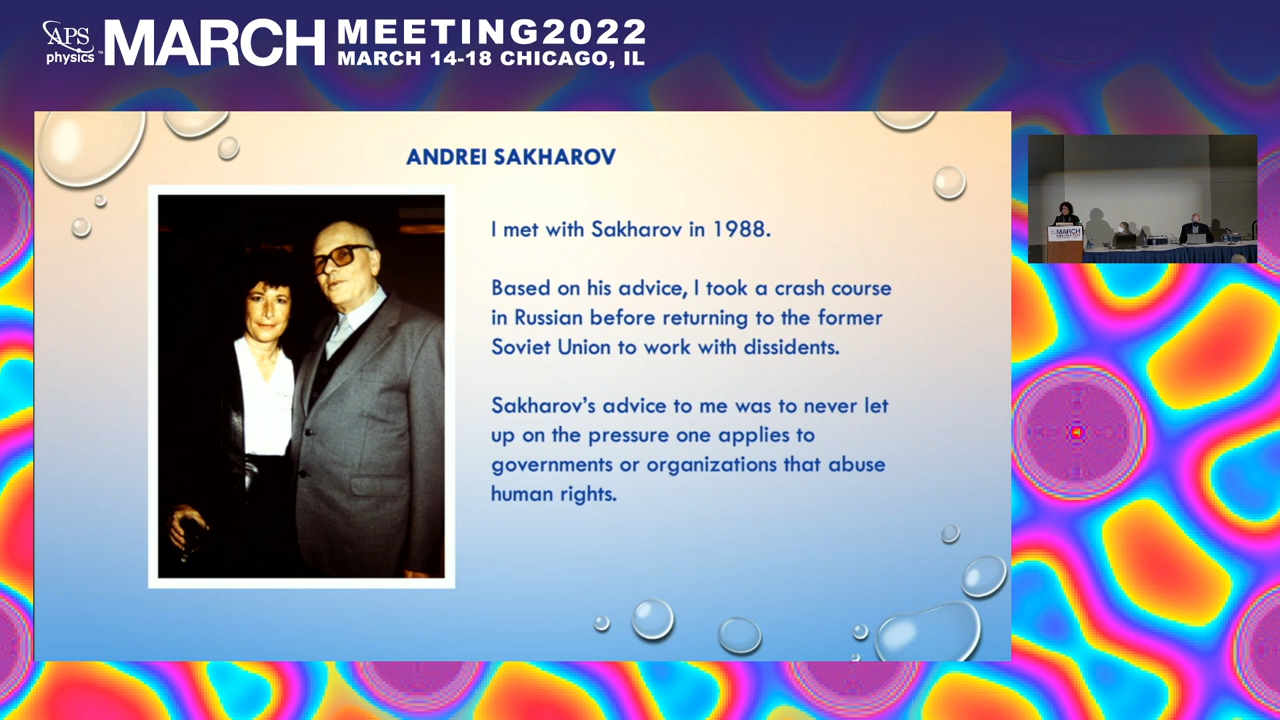 APS
physics
MARCH
MEETING2022
MARCH 14-18 CHICAGO, IL
ANDREI SAKHAROV
I met with Sakharov in 1988.
Based on his advice, I took a crash course
in Russian before returning to the former
Soviet Union to work with dissidents.
Sakharov’s advice to me was to never let
up on the pressure one applies to
governments or organizations that abuse
human rights.
MARCH